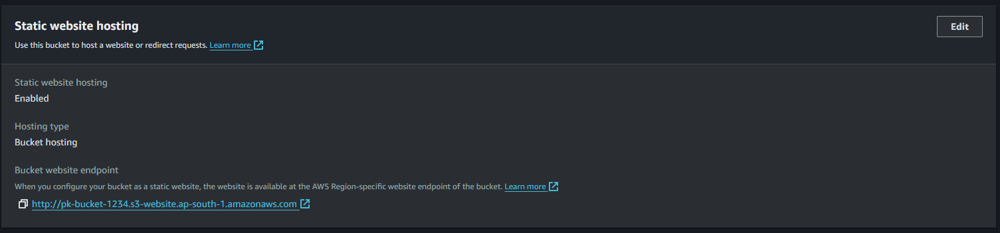 Static website hosting
Edit
Use this bucket to host a website or redirect requests. Learn more
Static website hosting
Enabled
Hosting type
Bucket hosting
Bucket website endpoint
When you configure your bucket as a static website, the website is available at the AWS Region-specific website endpoint of the bucket. Learn more
http://pk-bucket-1234.s3-website.ap-south-1.amazonaws.com